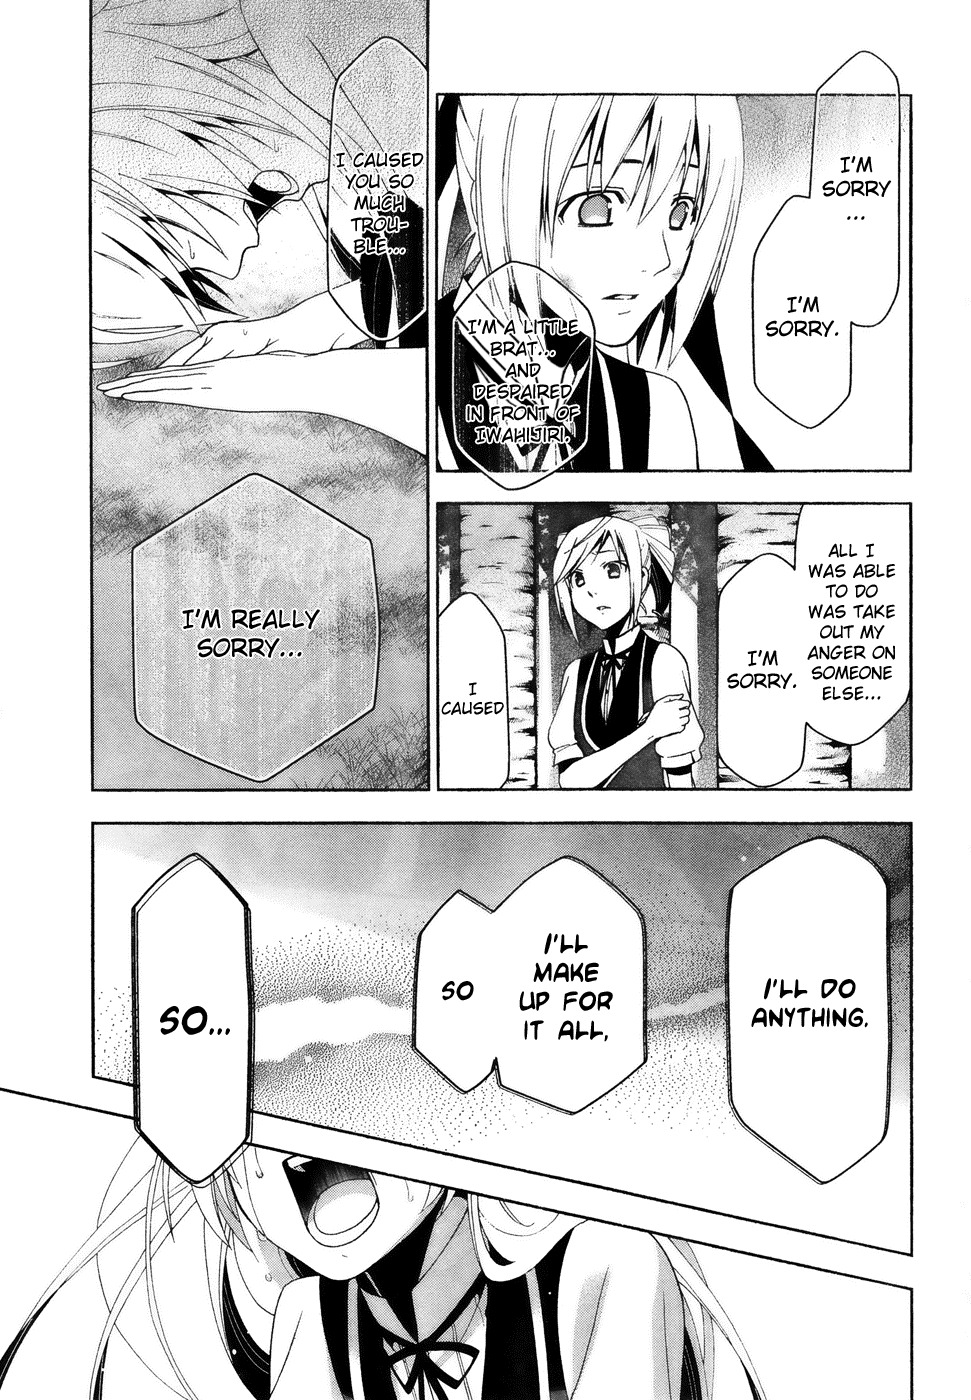 I'M
SORRY
...
I'M
SORRY.
I'M A LITTLE
BRAT...
AND
DESPAIRED
IN FRONT OF
IWAHIJIRI.
ALL I
WAS ABLE
TO DO
WAS TAKE
OUT MY
ANGER ON
SOMEONE
ELSE...
I'M
SORRY.
I
CAUSED
I CAUSED
YOU SO
MUCH
TROU-
BLE...
I'M REALLY
SORRY...
I'LL DO
ANYTHING.
I'LL
MAKE
UP FOR
IT ALL,
SO
SO...